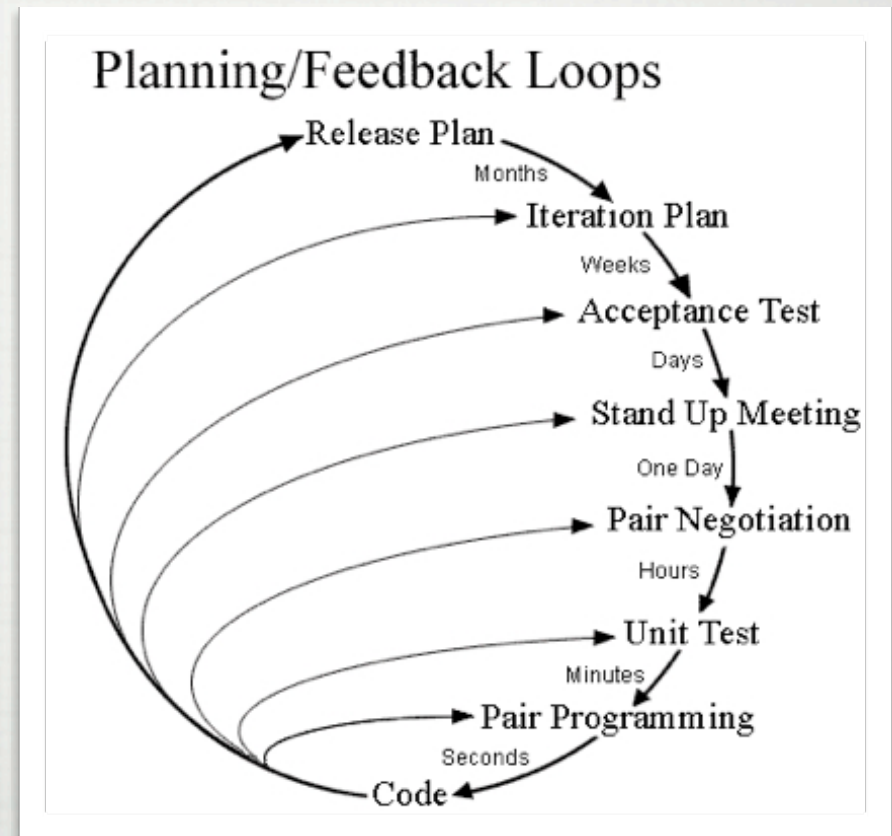 Planning/Feedback Loops
Release Plan
Months
Iteration Plan
Weeks
Acceptance Test
Days
Stand Up Meeting
One Day
Pair Negotiation
Hours
Unit Test
Minutes
Pair Programming
Seconds
Code